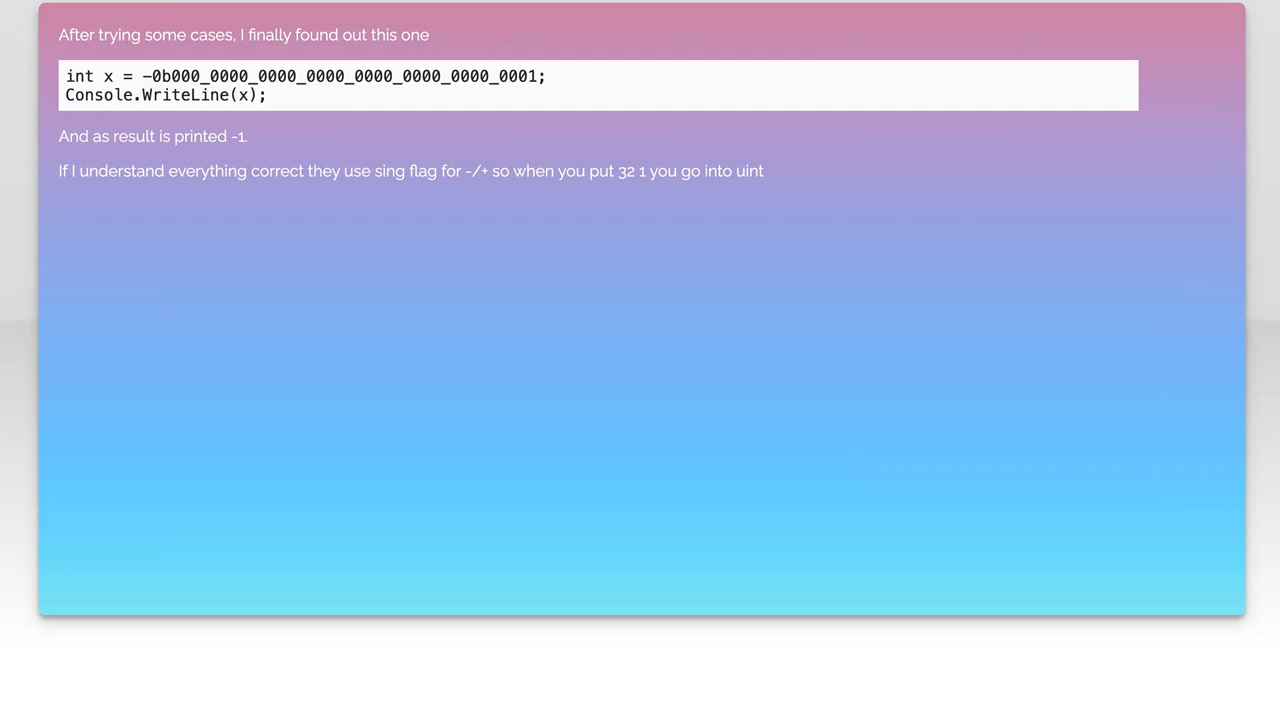 After trying some cases, I finally found out this one
int x = -0b000_0000_0000_0000_0000_0000_0000_0001;
Console.WriteLine(x);
And as result is printed -1.
If I understand everything correct they use sing flag for -/+ so when you put 32 1 you go into uint